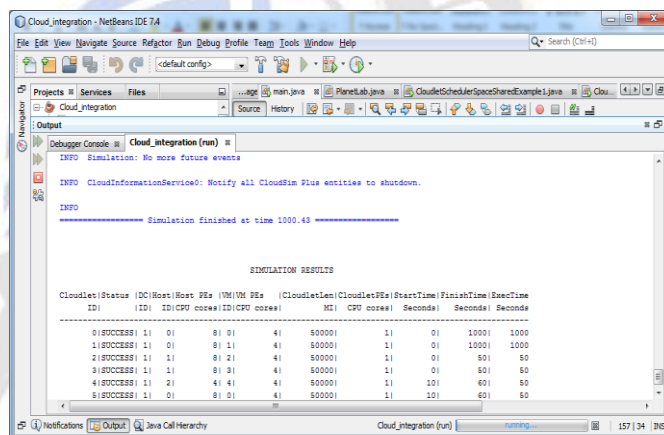 Cloud_integration - NetBeans IDE 7.4
File Edit View Navigate Source Refactor Run Debug Profile Team Tools Window Help
Search (Ctrl+I)
<default config>
Projects Services Files
...age main.java PlanetLab.java CloudletSchedulerSpaceSharedExample1.java Clou...
Cloud_integration
Source History
Navigator
Output
Debugger Console Cloud_integration (run)
INFO Simulation: No more future events
INFO CloudInformationService0: Notify all CloudSim Plus entities to shutdown.
INFO
================== Simulation finished at time 1000.43 ==================
SIMULATION RESULTS
Cloudlet|Status |DC|Host|Host PEs |VM|VM PEs |CloudletLen|CloudletPEs|StartTime|FinishTime|ExecTime
ID| |ID| ID|CPU cores|ID|CPU cores| MI| CPU cores| Seconds| Seconds| Seconds
0|SUCCESS| 1| 0| 8| 0| 4| 50000| 1| 0| 1000| 1000
1|SUCCESS| 1| 0| 8| 1| 4| 50000| 1| 0| 1000| 1000
2|SUCCESS| 1| 1| 8| 2| 4| 50000| 1| 0| 50| 50
3|SUCCESS| 1| 1| 8| 3| 4| 50000| 1| 0| 50| 50
4|SUCCESS| 1| 2| 4| 4| 4| 50000| 1| 10| 60| 50
5|SUCCESS| 1| 0| 8| 0| 4| 50000| 1| 10| 60| 50
Notifications Output Java Call Hierarchy Cloud_integration (run) running... 157|34 INS